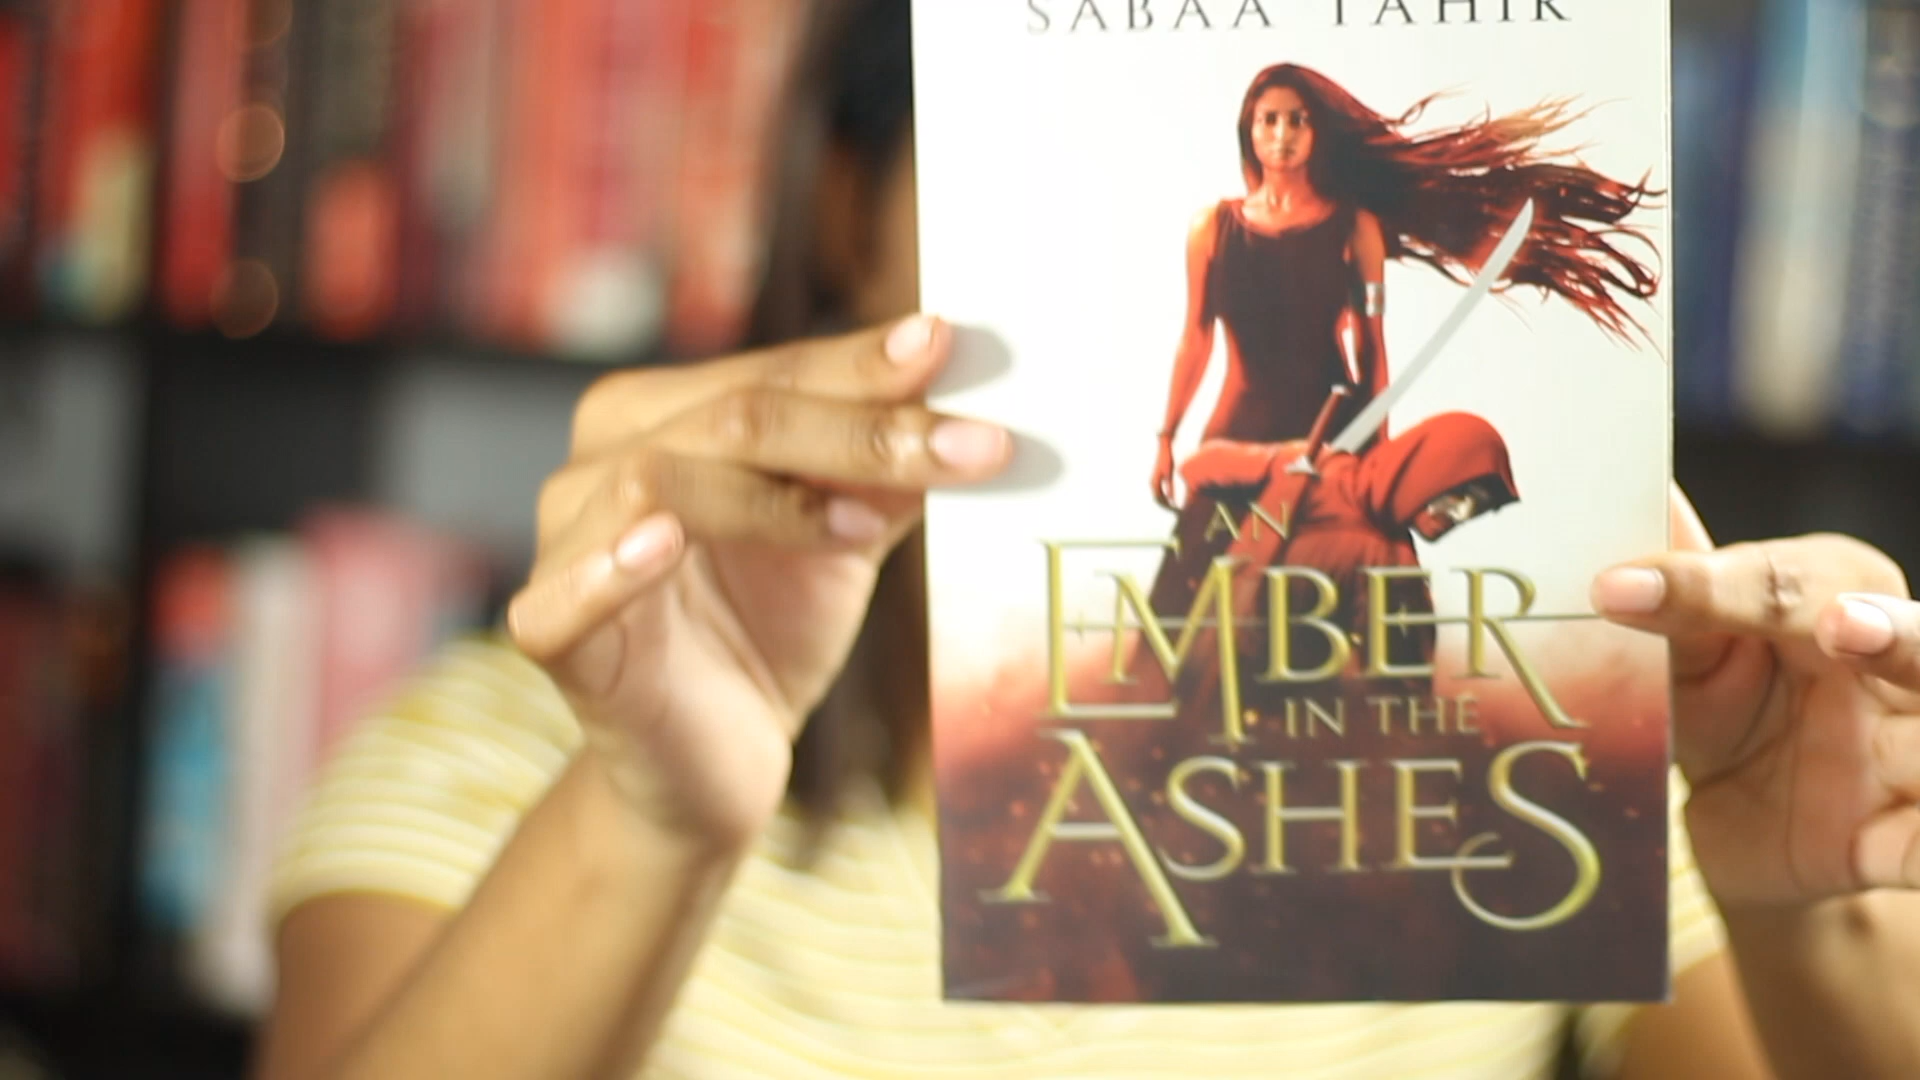 SABAA TAHIR
AN
EMBER
IN THE
ASHES